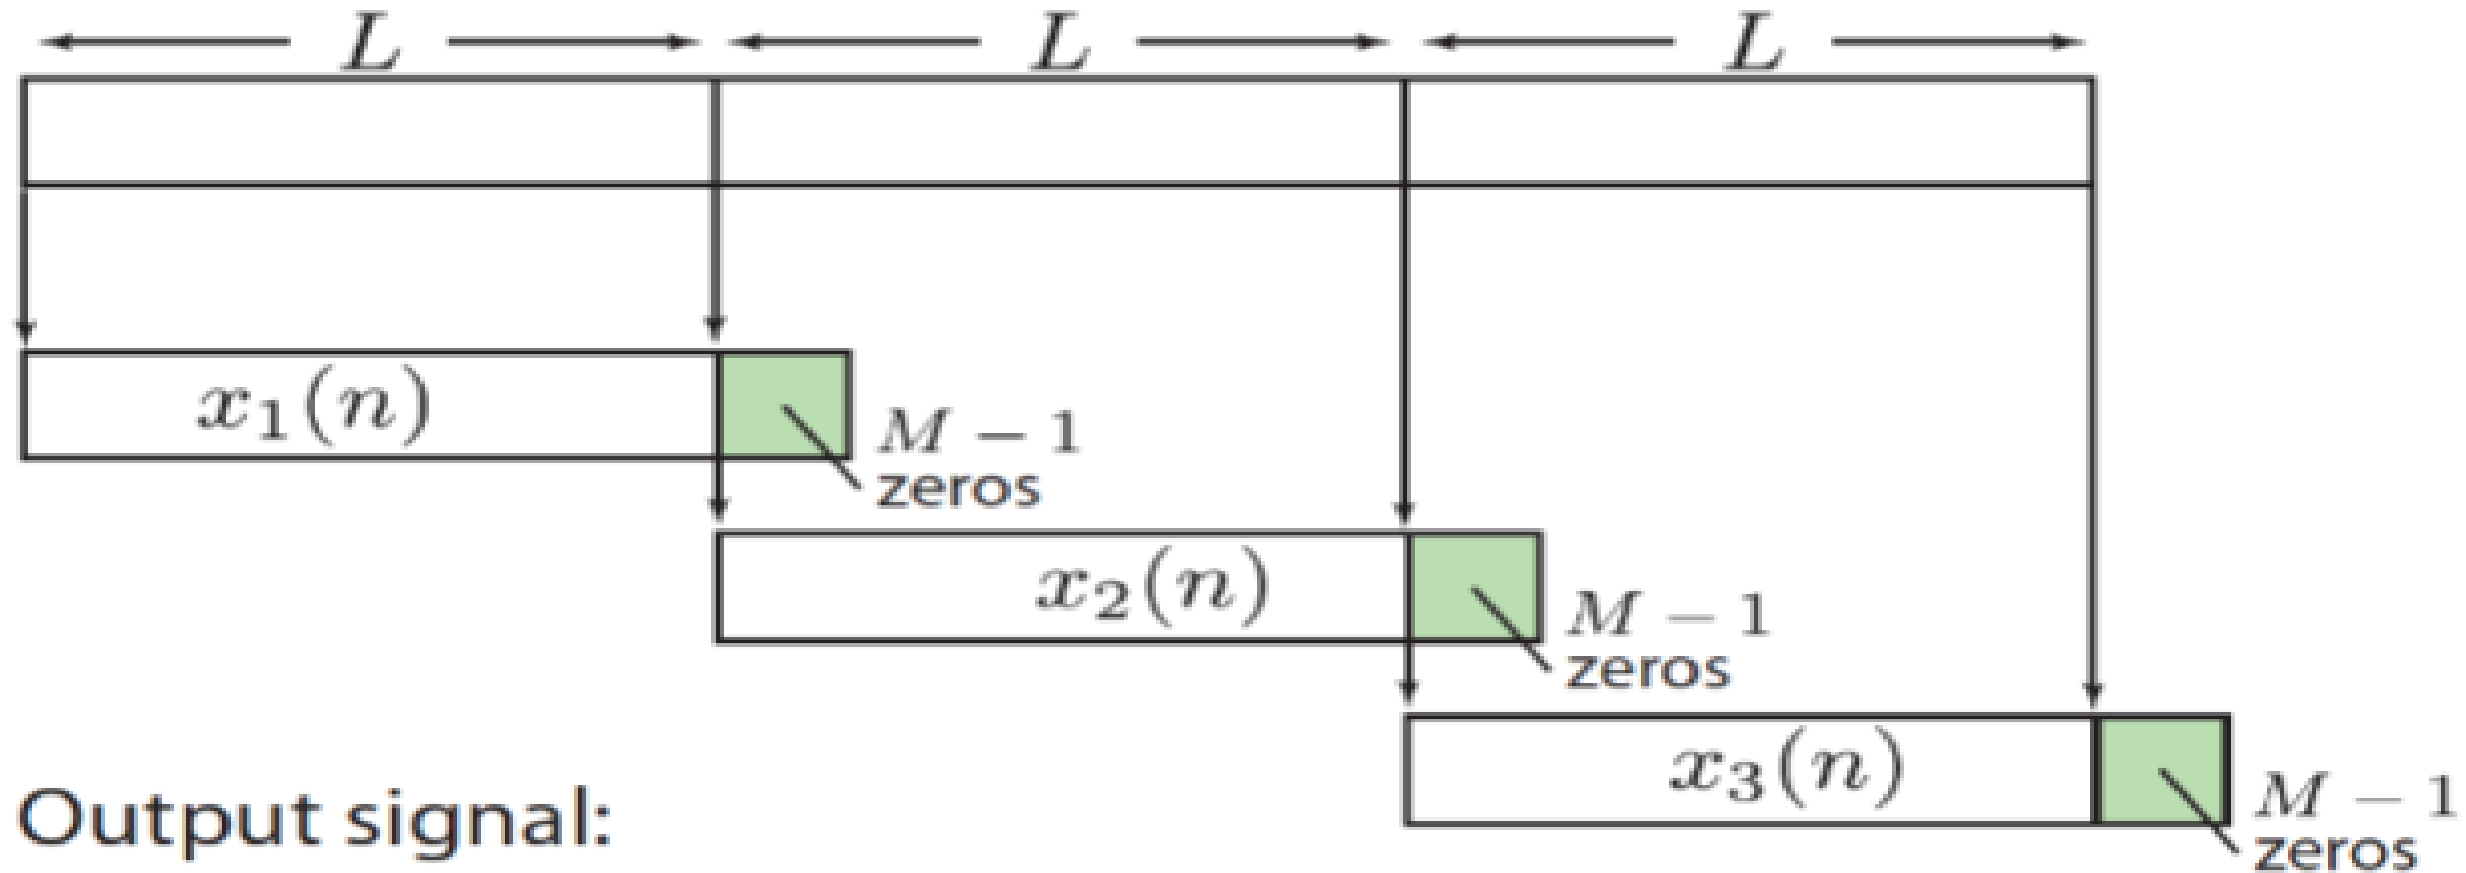 L L L
x₁(n)
M − 1
zeros
x₂(n)
M − 1
zeros
x₃(n)
M − 1
zeros
Output signal: